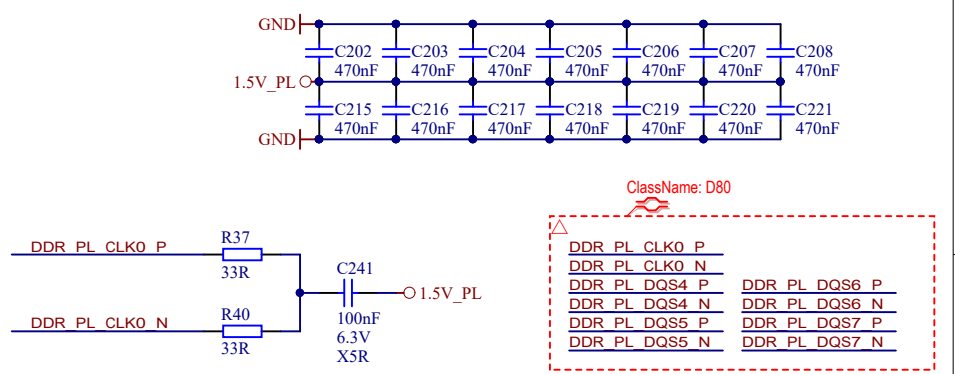 GND
C202 C203 C204 C205 C206 C207 C208
470nF 470nF 470nF 470nF 470nF 470nF 470nF
1.5V_PL
C215 C216 C217 C218 C219 C220 C221
470nF 470nF 470nF 470nF 470nF 470nF 470nF
GND
DDR_PL_CLK0_P
R37
33R
C241
1.5V_PL
100nF
6.3V
X5R
DDR_PL_CLK0_N
R40
33R
ClassName: D80
DDR_PL_CLK0_P
DDR_PL_CLK0_N
DDR_PL_DQS4_P
DDR_PL_DQS4_N
DDR_PL_DQS5_P
DDR_PL_DQS5_N
DDR_PL_DQS6_P
DDR_PL_DQS6_N
DDR_PL_DQS7_P
DDR_PL_DQS7_N